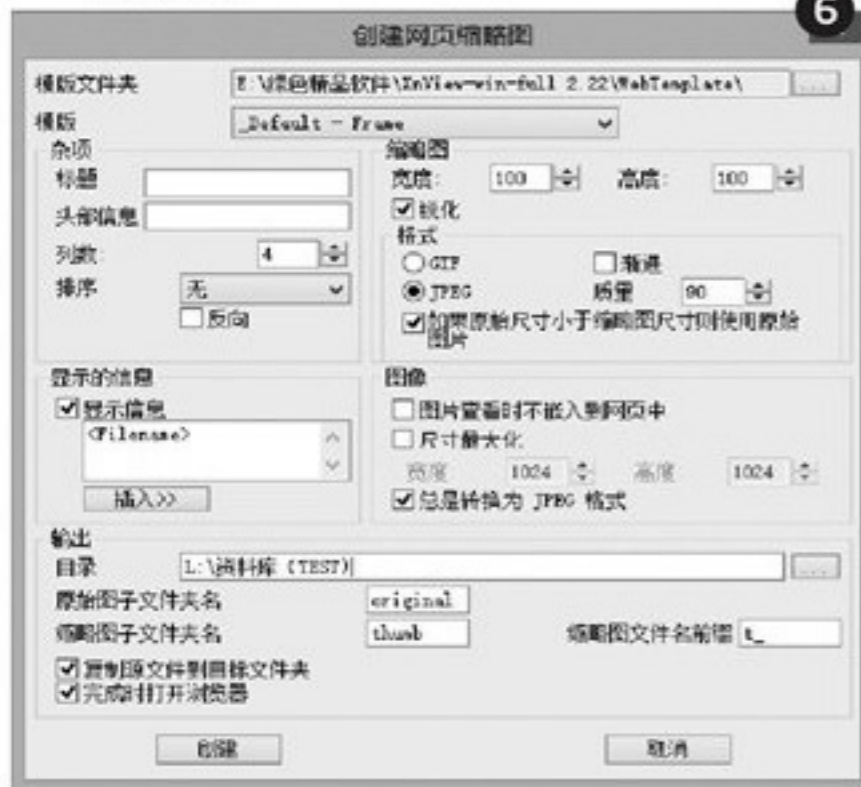 6
创建网页缩略图
模版文件夹 E:\绿色精品软件\XnView-win-full 2.22\WebTemplate\ ...
模版 _Default - Frame
杂项
标题
头部信息
列数: 4
排序 无
反向
缩略图
宽度: 100 高度: 100
锐化
格式
GIF 渐进
JPEG 质量 90
如果原始尺寸小于缩略图尺寸则使用原始
图片
显示的信息
显示信息
<Filename>
插入>>
图像
图片查看时不嵌入到网页中
尺寸最大化
宽度 1024 高度 1024
总是转换为 JPEG 格式
输出
目录 L:\资料库 (TEST) ...
原始图子文件夹名 original
缩略图子文件夹名 thumb 缩略图文件名前缀 t_
复制原文件到目标文件夹
完成时打开浏览器
创建 取消